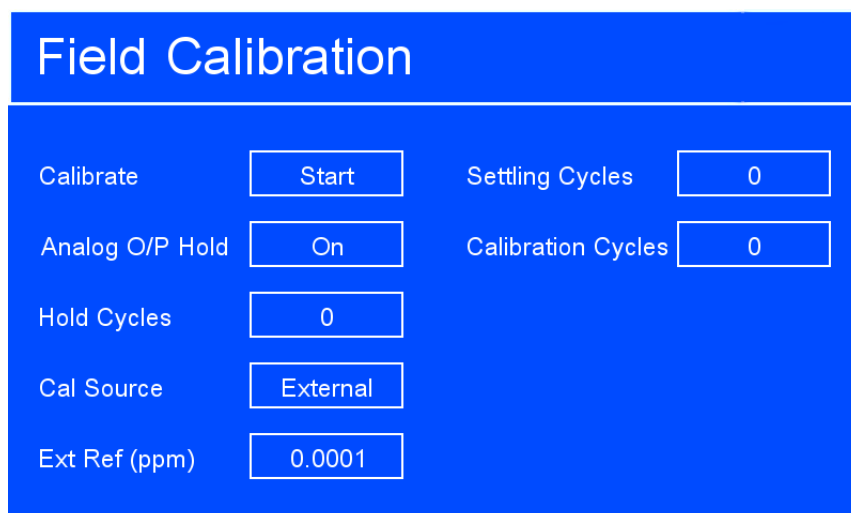 Field Calibration
Calibrate Start Settling Cycles 0
Analog O/P Hold On Calibration Cycles 0
Hold Cycles 0
Cal Source External
Ext Ref (ppm) 0.0001